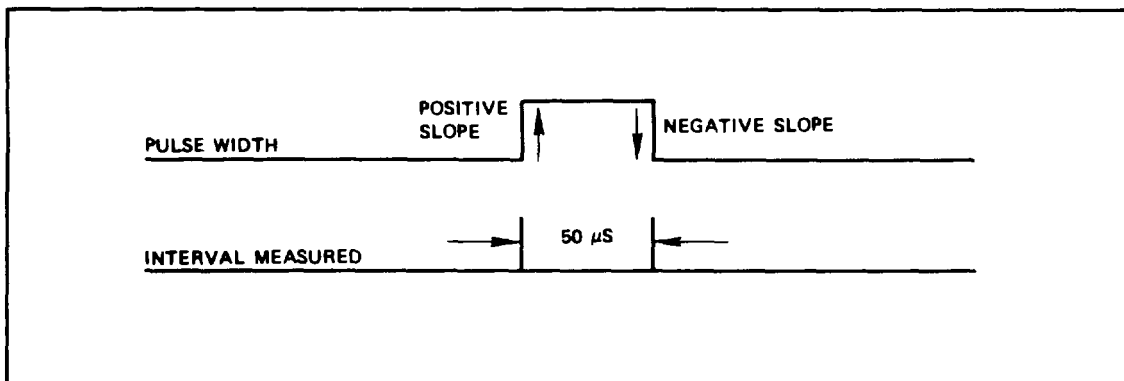 POSITIVE
SLOPE
NEGATIVE SLOPE
PULSE WIDTH
50 μS
INTERVAL MEASURED